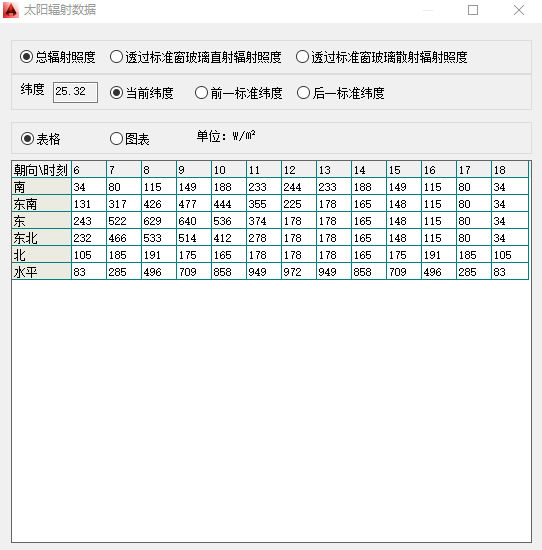 太阳辐射数据
总辐射照度 透过标准窗玻璃直射辐射照度 透过标准窗玻璃散射辐射照度
纬度 25.32 当前纬度 前一标准纬度 后一标准纬度
表格 图表 单位: W/m²
朝向\时刻 6 7 8 9 10 11 12 13 14 15 16 17 18
南 34 80 115 149 188 233 244 233 188 149 115 80 34
东南 131 317 426 477 444 355 225 178 165 148 115 80 34
东 243 522 629 640 536 374 178 178 165 148 115 80 34
东北 232 466 533 514 412 278 178 178 165 148 115 80 34
北 105 185 191 175 165 178 178 178 165 175 191 185 105
水平 83 285 496 709 858 949 972 949 858 709 496 285 83